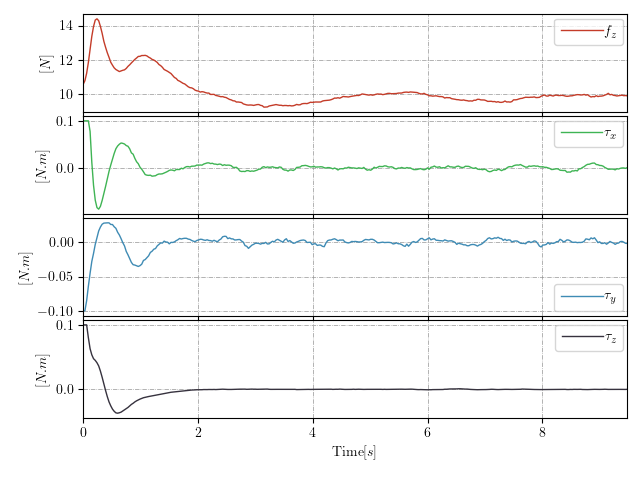 14
12
10
[N]
f_z
0.1
0.0
[N.m]
τ_x
0.00
−0.05
−0.10
[N.m]
τ_y
0.1
0.0
[N.m]
τ_z
0 2 4 6 8
Time[s]